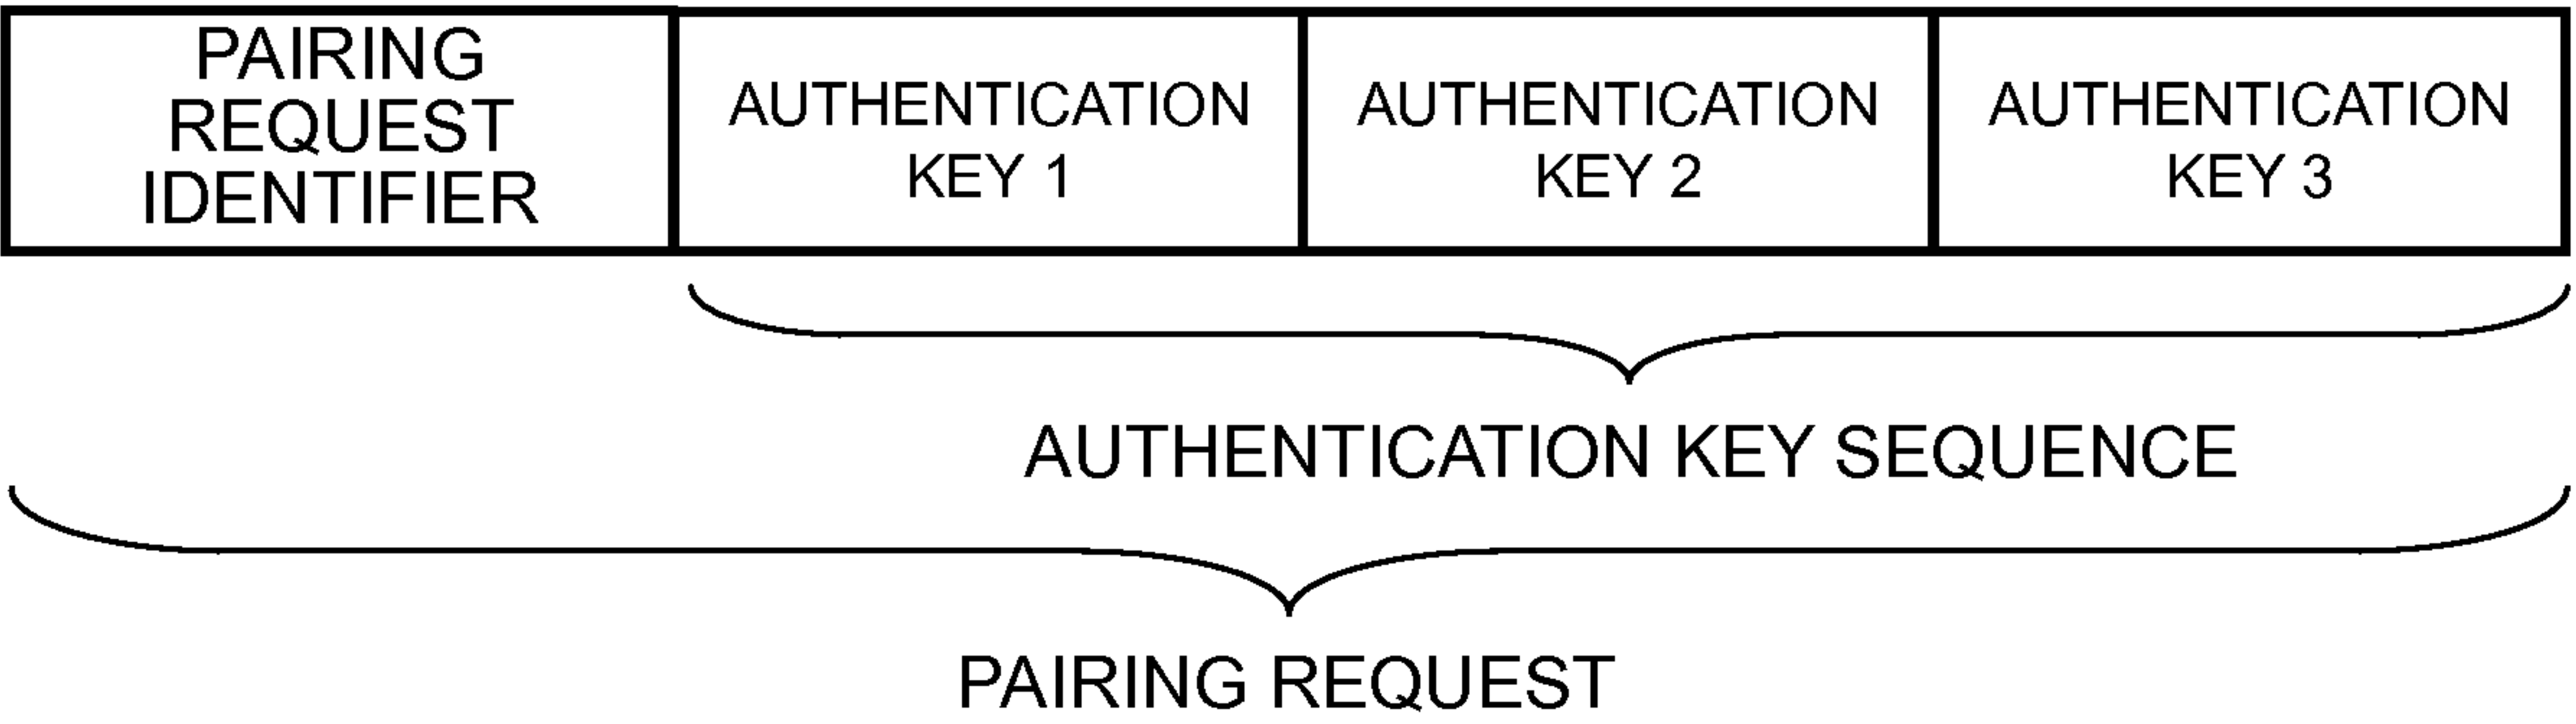 PAIRING
REQUEST
IDENTIFIER
AUTHENTICATION
KEY 1
AUTHENTICATION
KEY 2
AUTHENTICATION
KEY 3
AUTHENTICATION KEY SEQUENCE
PAIRING REQUEST